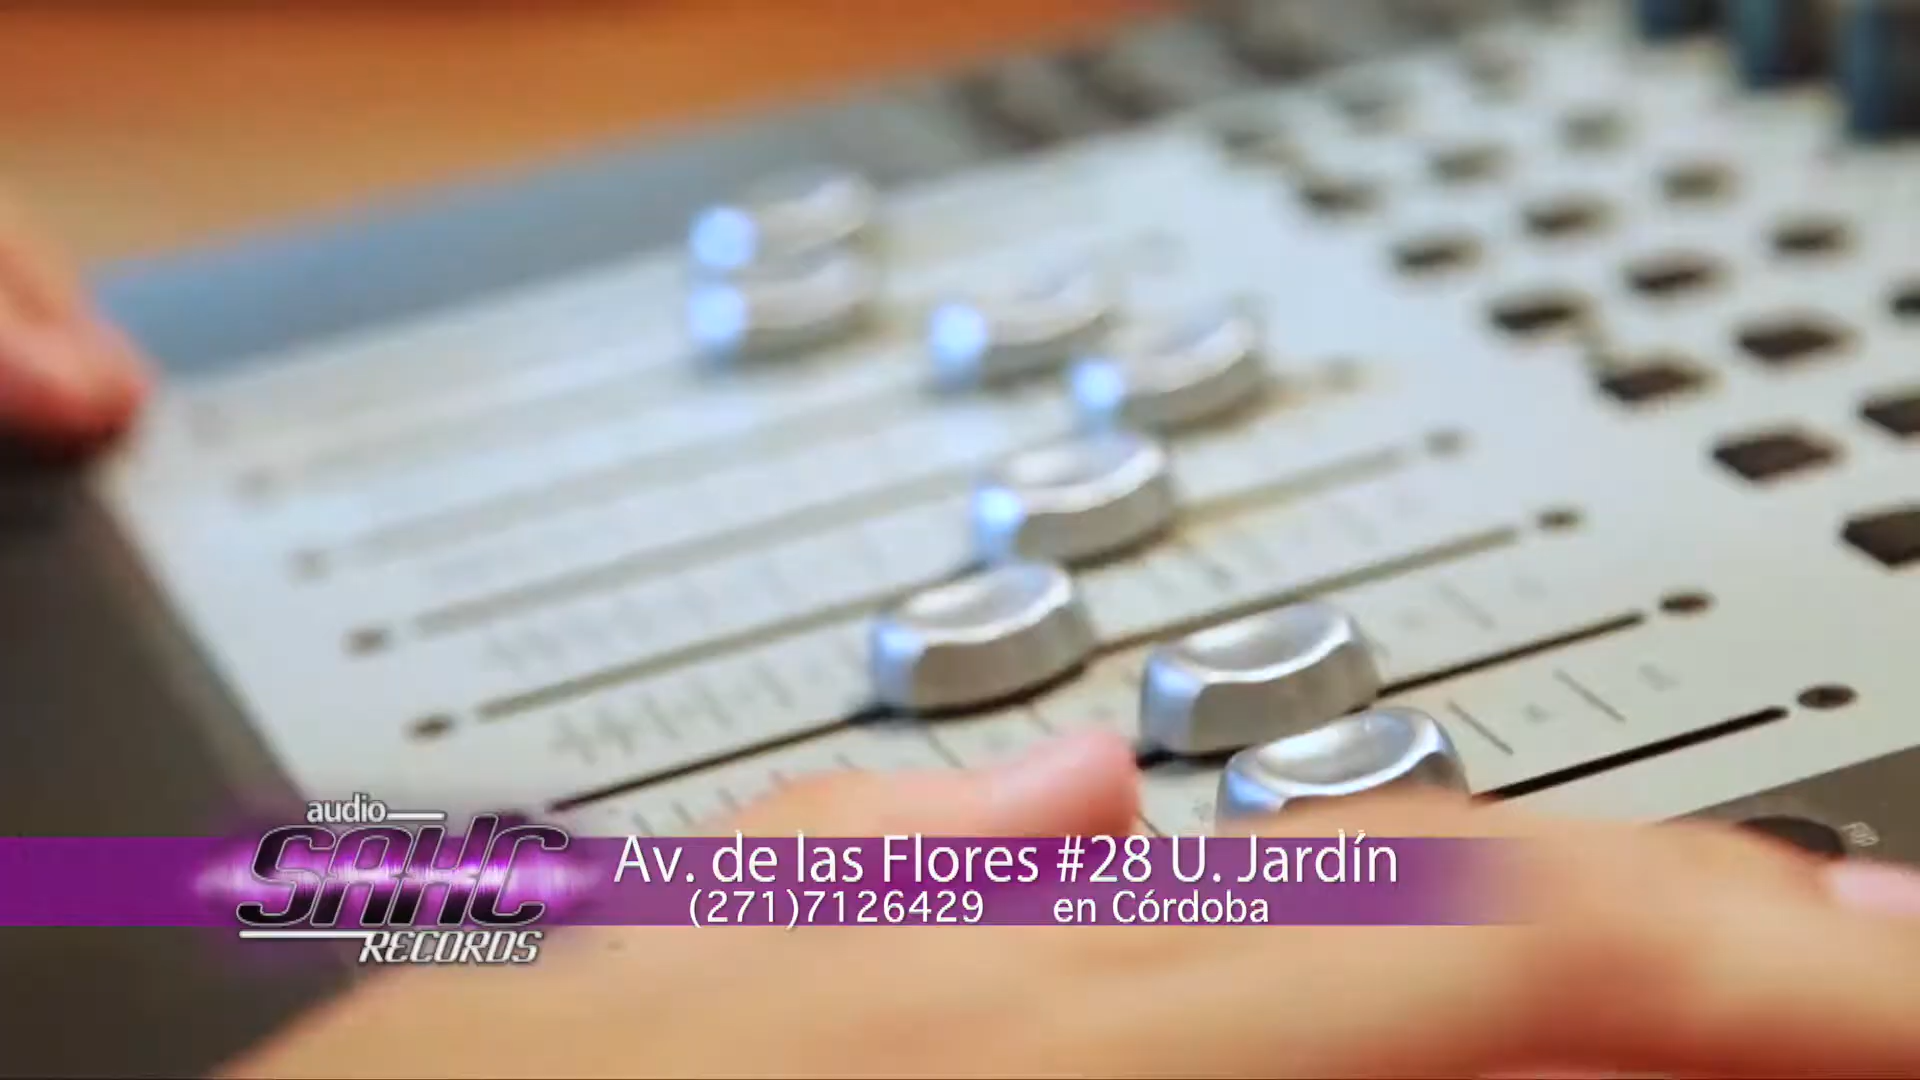 audio
SAHC
RECORDS
Av. de las Flores #28 U. Jardín
(271)7126429 en Córdoba